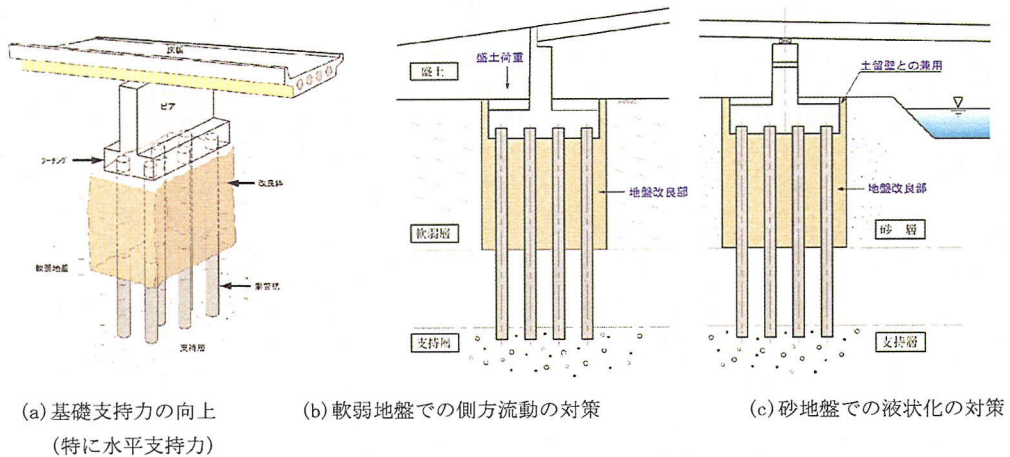 床版
ピア
フーチング
改良体
軟弱地盤
鋼管杭
支持層
(a)基礎支持力の向上
(特に水平支持力)
盛土荷重
盛土
地盤改良部
軟弱層
支持層
(b)軟弱地盤での側方流動の対策
土留壁との兼用
地盤改良部
砂 層
支持層
(c)砂地盤での液状化の対策